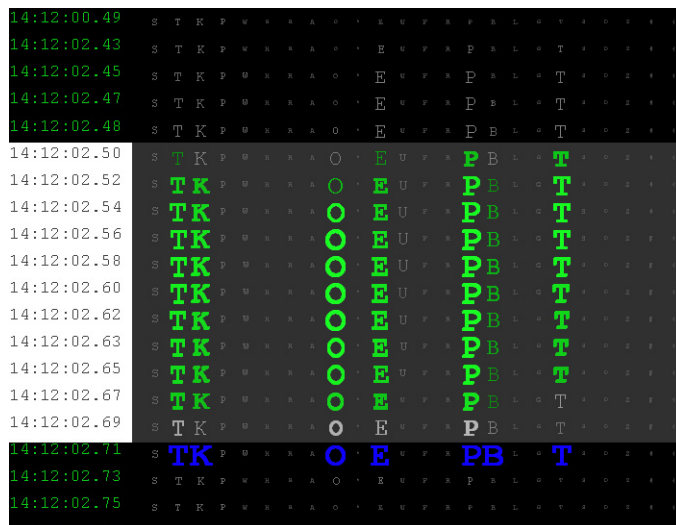 14:12:00.49 S T K P W R A O E U F R P B L G T S D Z
14:12:02.43 S T K P W R A O E U F R P B L G T S D Z
14:12:02.45 S T K P W R A O E U F R P B L G T S D Z
14:12:02.47 S T K P W R A O E U F R P B L G T S D Z
14:12:02.48 S T K P W R A O E U F R P B L G T S D Z
14:12:02.50 S T K P W R A O E U F R P B L G T S D Z
14:12:02.52 S T K P W R A O E U F R P B L G T S D Z
14:12:02.54 S T K P W R A O E U F R P B L G T S D Z
14:12:02.56 S T K P W R A O E U F R P B L G T S D Z
14:12:02.58 S T K P W R A O E U F R P B L G T S D Z
14:12:02.60 S T K P W R A O E U F R P B L G T S D Z
14:12:02.62 S T K P W R A O E U F R P B L G T S D Z
14:12:02.63 S T K P W R A O E U F R P B L G T S D Z
14:12:02.65 S T K P W R A O E U F R P B L G T S D Z
14:12:02.67 S T K P W R A O E U F R P B L G T S D Z
14:12:02.69 S T K P W R A O E U F R P B L G T S D Z
14:12:02.71 S T K P W R A O E U F R P B L G T S D Z
14:12:02.73 S T K P W R A O E U F R P B L G T S D Z
14:12:02.75 S T K P W R A O E U F R P B L G T S D Z